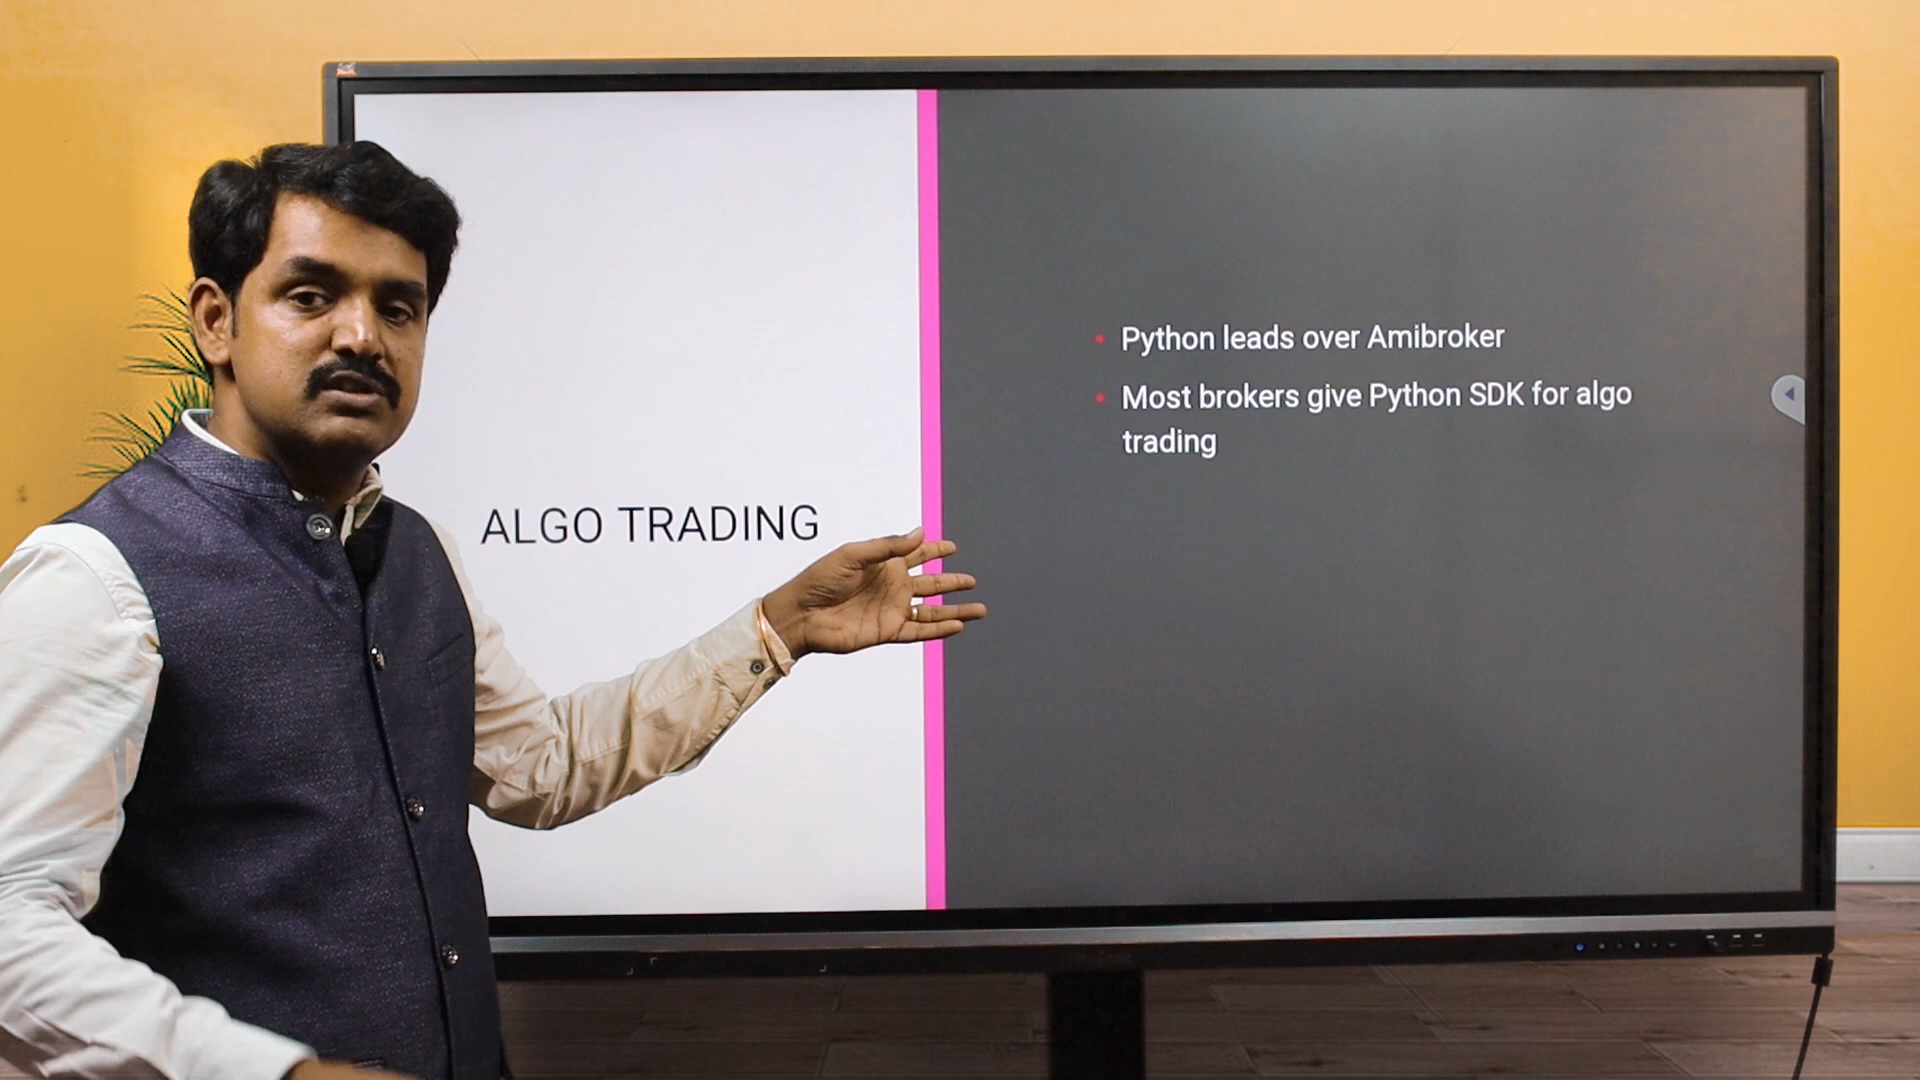 ALGO TRADING
• Python leads over Amibroker
• Most brokers give Python SDK for algo
trading